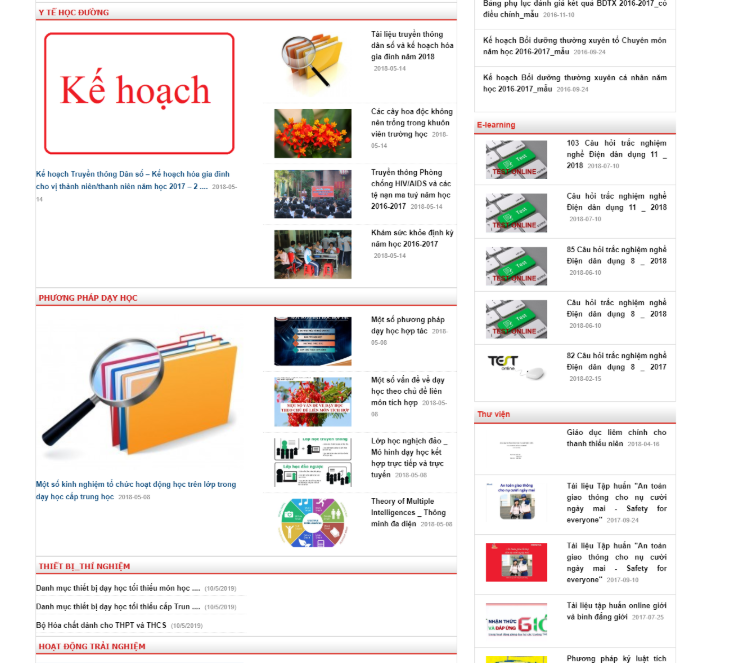 Y TẾ HỌC ĐƯỜNG
Kế hoạch
Kế hoạch Truyền thông Dân số – Kế hoạch hóa gia đình
cho vị thành niên/thanh niên năm học 2017 – 2 .... 2018-05-
14
Tài liệu truyền thông
dân số và kế hoạch hóa
gia đình năm 2018
2018-05-14
Các cây hoa độc không
nên trồng trong khuôn
viên trường học 2018-
05-14
Truyền thông Phòng
chống HIV/AIDS và các
tệ nạn ma tuý năm học
2016-2017 2018-05-14
Khám sức khỏe định kỳ
năm học 2016-2017
2018-05-14
PHƯƠNG PHÁP DẠY HỌC
Một số kinh nghiệm tổ chức hoạt động học trên lớp trong
dạy học cấp trung học 2018-05-08
Một số phương pháp
dạy học hợp tác 2018-
05-08
Một số vấn đề về dạy
học theo chủ đề liên
môn tích hợp 2018-05-
08
Lớp học nghịch đảo _
Mô hình dạy học kết
hợp trực tiếp và trực
tuyến 2018-05-08
Theory of Multiple
Intelligences _ Thông
minh đa diện 2018-05-08
THIẾT BỊ_THÍ NGHIỆM
Danh mục thiết bị dạy học tối thiểu môn học .... (10/5/2019)
Danh mục thiết bị dạy học tối thiểu cấp Trun .... (10/5/2019)
Bộ Hóa chất dành cho THPT và THCS (10/5/2019)
HOẠT ĐỘNG TRẢI NGHIỆM
Bảng phụ lục đánh giá kết quả BDTX 2016-2017_có
điều chỉnh_mẫu 2016-11-10
Kế hoạch Bồi dưỡng thường xuyên tổ Chuyên môn
năm học 2016-2017_mẫu 2016-09-24
Kế hoạch Bồi dưỡng thường xuyên cá nhân năm
học 2016-2017_mẫu 2016-09-24
E-learning
TEST ONLINE
103 Câu hỏi trắc nghiệm
nghề Điện dân dụng 11 _
2018 2018-07-10
TEST ONLINE
Câu hỏi trắc nghiệm nghề
Điện dân dụng 11 _ 2018
2018-07-10
TEST ONLINE
85 Câu hỏi trắc nghiệm nghề
Điện dân dụng 8 _ 2018
2018-06-10
TEST ONLINE
Câu hỏi trắc nghiệm nghề
Điện dân dụng 8 _ 2018
2018-06-10
TEST
online
82 Câu hỏi trắc nghiệm nghề
Điện dân dụng 8 _ 2017
2018-02-15
Thư viện
Giáo dục liêm chính cho
thanh thiếu niên 2018-04-16
An toàn giao thông
cho nụ cười ngày mai
Tài liệu Tập huấn "An toàn
giao thông cho nụ cười
ngày mai - Safety for
everyone" 2017-09-24
Tài liệu Tập huấn "An toàn
giao thông cho nụ cười
ngày mai - Safety for
everyone" 2017-09-10
NHẬN THỨC
VÀ ĐÁP ỨNG
Tài liệu tập huấn online giới
và bình đẳng giới 2017-07-25
Phương pháp kỷ luật tích